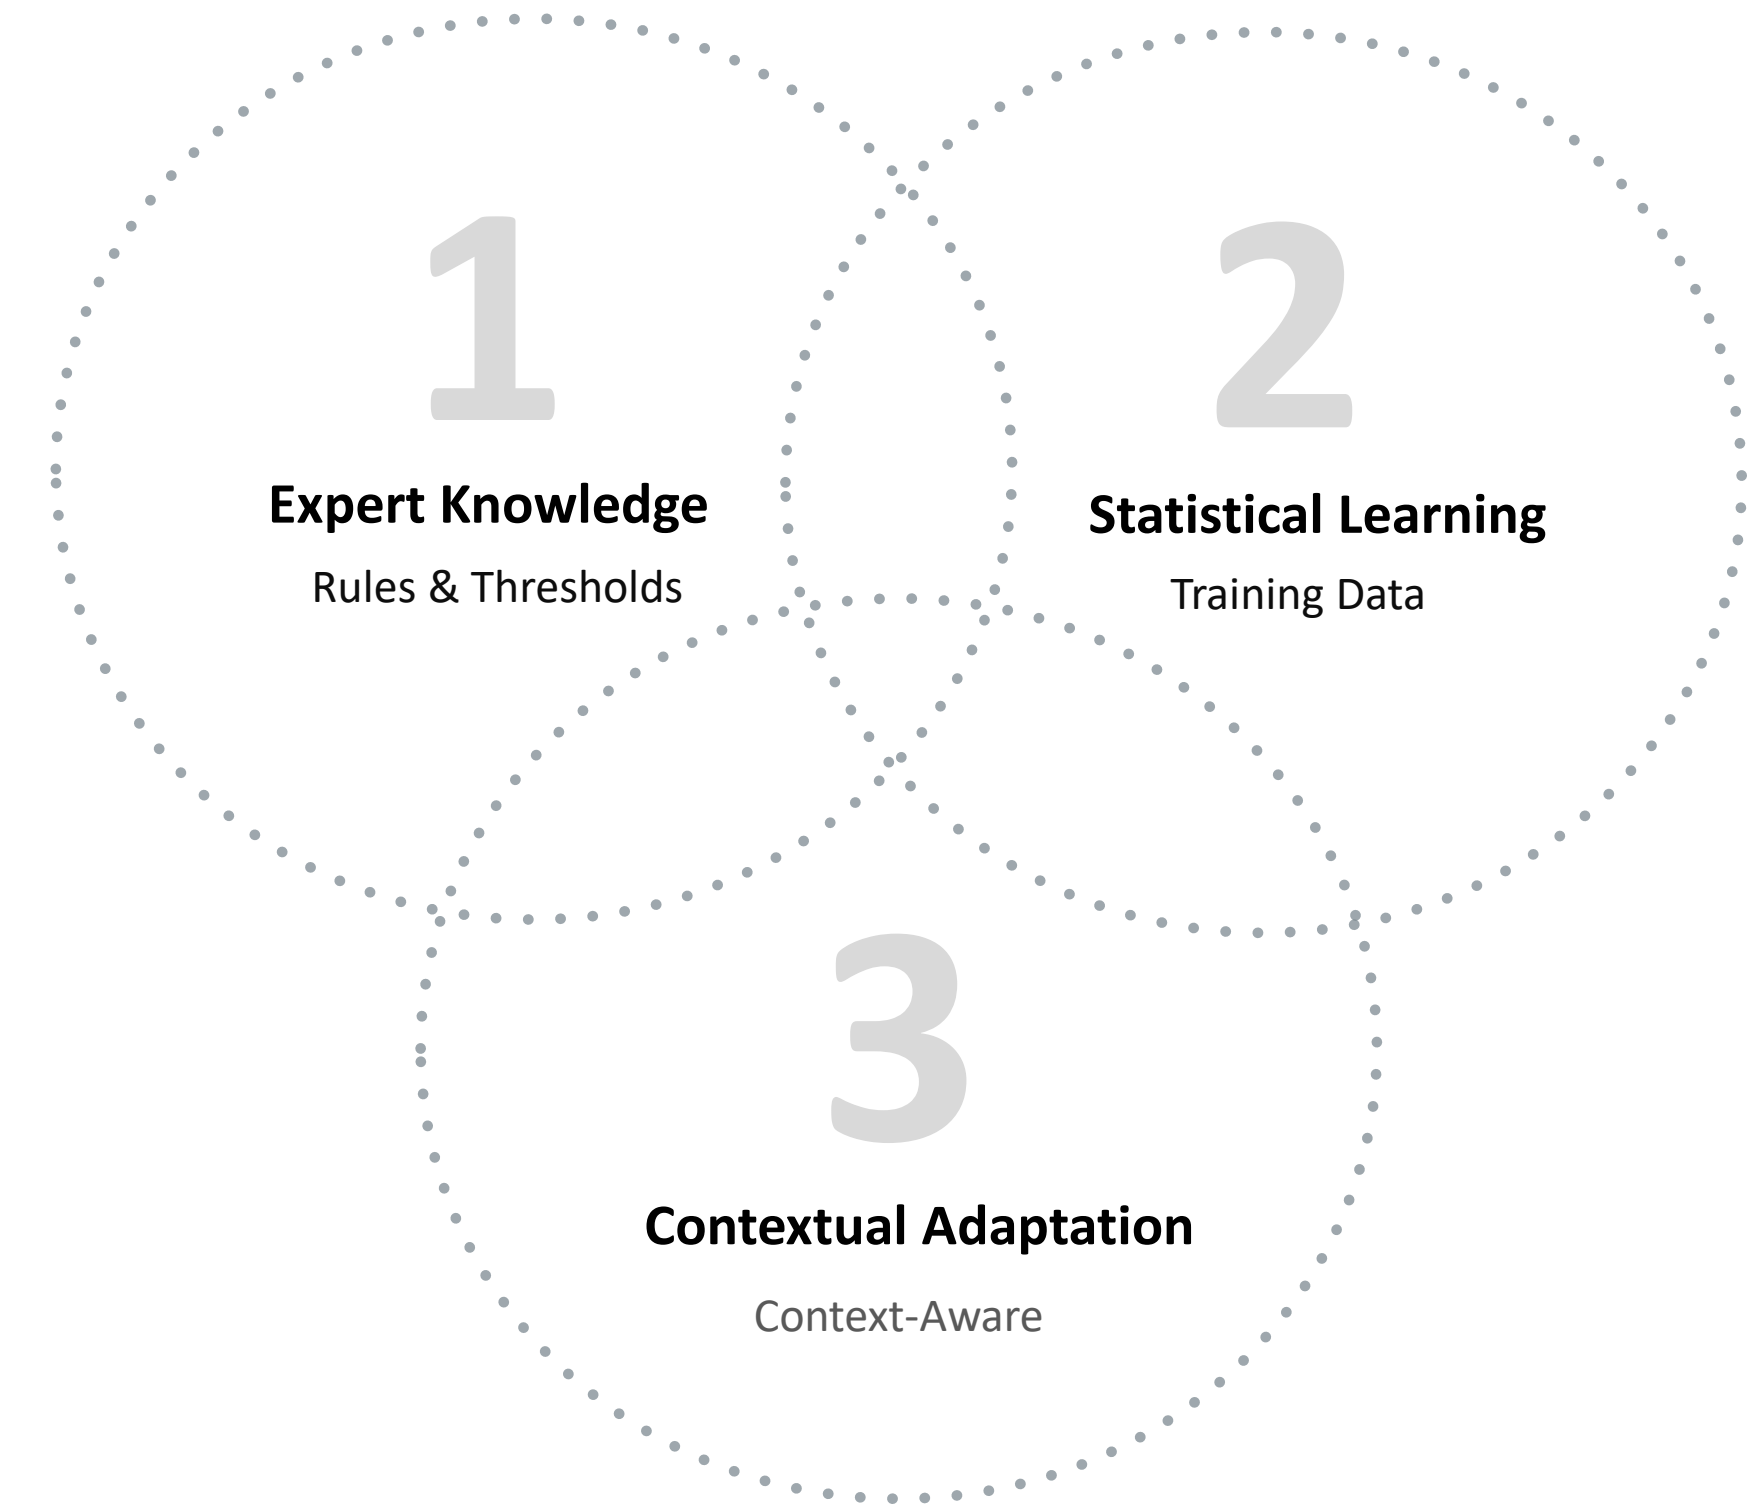 1
Expert Knowledge
Rules & Thresholds
2
Statistical Learning
Training Data
3
Contextual Adaptation
Context-Aware